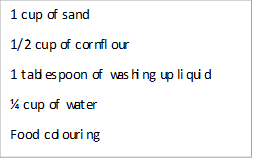 1 cup of sand
1/2 cup of cornflour
1 tablespoon of washing up liquid
¼ cup of water
Food colouring